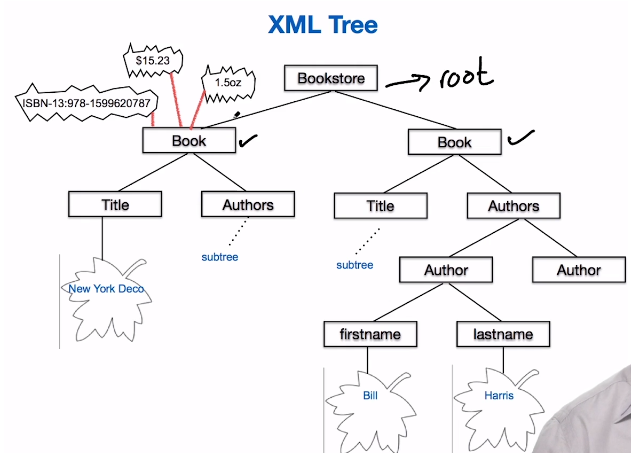 XML Tree
$15.23
1.5oz
Bookstore
root
ISBN-13:978-1599620787
Book
Book
Title
Authors
Title
Authors
subtree
subtree
Author
Author
New York Deco
firstname
lastname
Bill
Harris